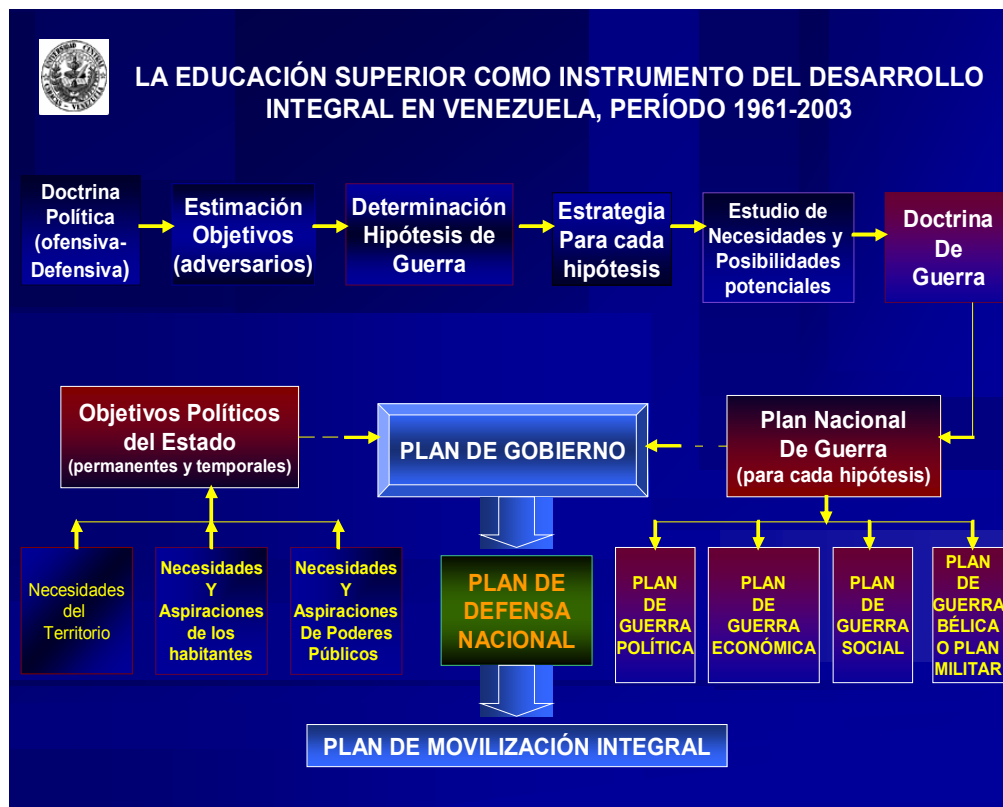 LA EDUCACIÓN SUPERIOR COMO INSTRUMENTO DEL DESARROLLO
INTEGRAL EN VENEZUELA, PERÍODO 1961-2003
Doctrina
Política
(ofensiva-
Defensiva)
Estimación
Objetivos
(adversarios)
Determinación
Hipótesis de
Guerra
Estrategia
Para cada
hipótesis
Estudio de
Necesidades y
Posibilidades
potenciales
Doctrina
De
Guerra
Objetivos Políticos
del Estado
(permanentes y temporales)
PLAN DE GOBIERNO
Plan Nacional
De Guerra
(para cada hipótesis)
Necesidades
del
Territorio
Necesidades
Y
Aspiraciones
de los
habitantes
Necesidades
Y
Aspiraciones
De Poderes
Públicos
PLAN DE
DEFENSA
NACIONAL
PLAN
DE
GUERRA
POLÍTICA
PLAN
DE
GUERRA
ECONÓMICA
PLAN
DE
GUERRA
SOCIAL
PLAN
DE
GUERRA
BÉLICA
O PLAN
MILITAR
PLAN DE MOVILIZACIÓN INTEGRAL